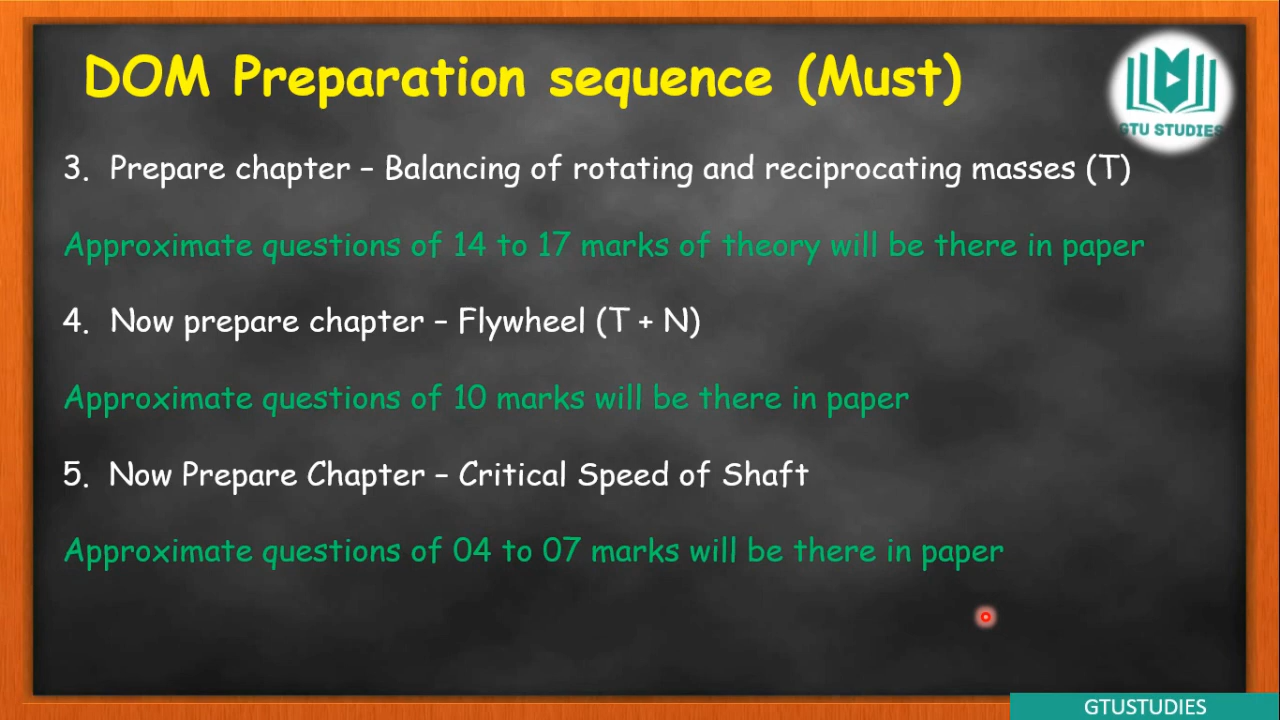 DOM Preparation sequence (Must)
GTU STUDIES
3. Prepare chapter – Balancing of rotating and reciprocating masses (T)
Approximate questions of 14 to 17 marks of theory will be there in paper
4. Now prepare chapter – Flywheel (T + N)
Approximate questions of 10 marks will be there in paper
5. Now Prepare Chapter – Critical Speed of Shaft
Approximate questions of 04 to 07 marks will be there in paper
GTUSTUDIES